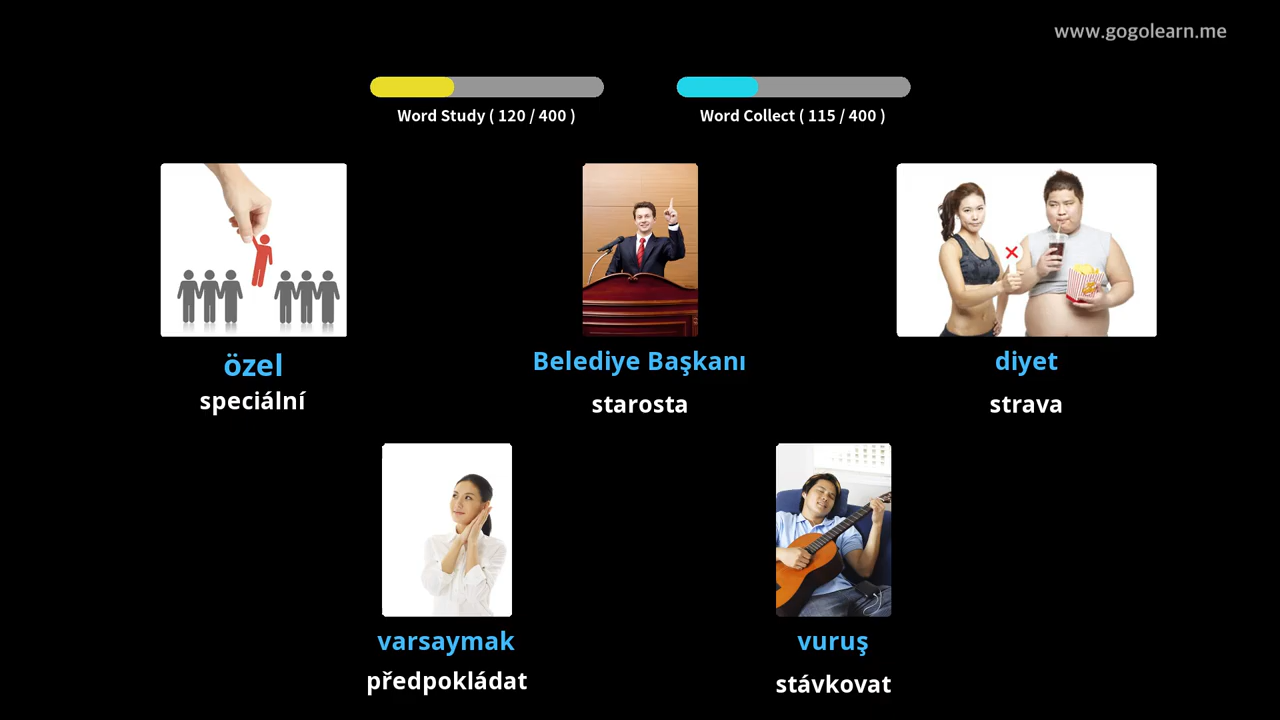 www.gogolearn.me
Word Study ( 120 / 400 )
Word Collect ( 115 / 400 )
özel
speciální
Belediye Başkanı
starosta
diyet
strava
varsaymak
předpokládat
vuruş
stávkovat